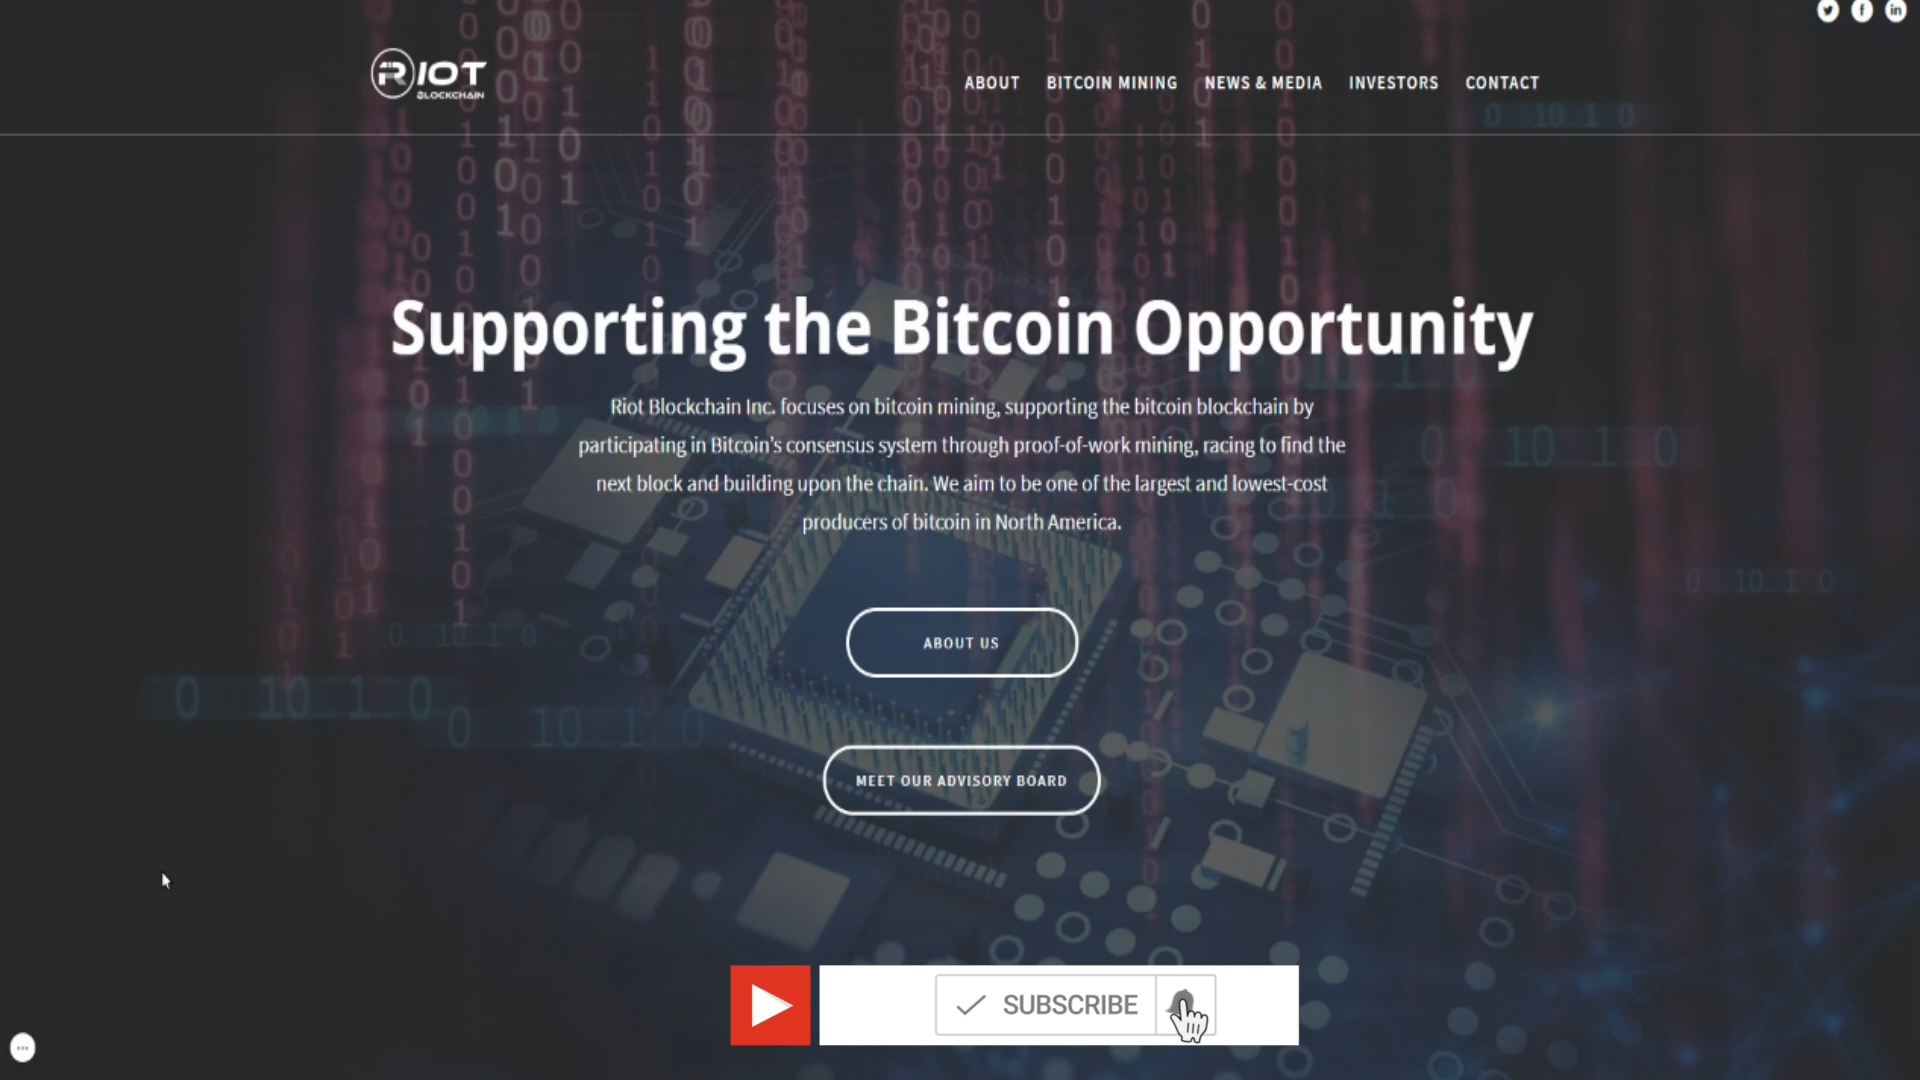 RIOT
BLOCKCHAIN
ABOUT BITCOIN MINING NEWS & MEDIA INVESTORS CONTACT
Supporting the Bitcoin Opportunity
Riot Blockchain Inc. focuses on bitcoin mining, supporting the bitcoin blockchain by
participating in Bitcoin's consensus system through proof-of-work mining, racing to find the
next block and building upon the chain. We aim to be one of the largest and lowest-cost
producers of bitcoin in North America.
ABOUT US
MEET OUR ADVISORY BOARD
SUBSCRIBE